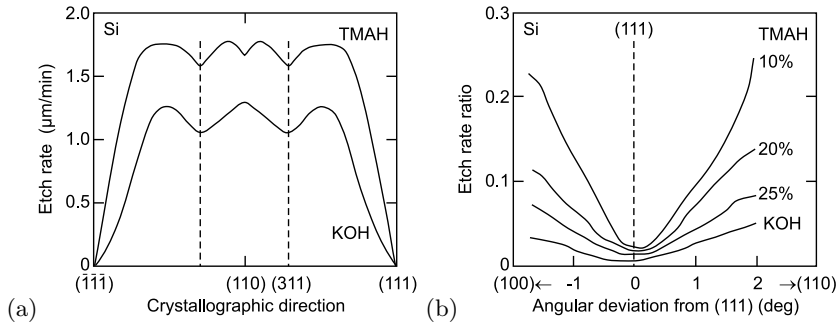 Si
TMAH
KOH
2.0
1.5
1.0
0.5
0
Etch rate (μm/min)
(1̄1̄1̄)
(110)
(311)
(111)
Crystallographic direction
(a)
Si
(111)
TMAH
10%
20%
25%
KOH
0.3
0.2
0.1
0
Etch rate ratio
(100)← -1 0 1 2 →(110)
Angular deviation from (111) (deg)
(b)